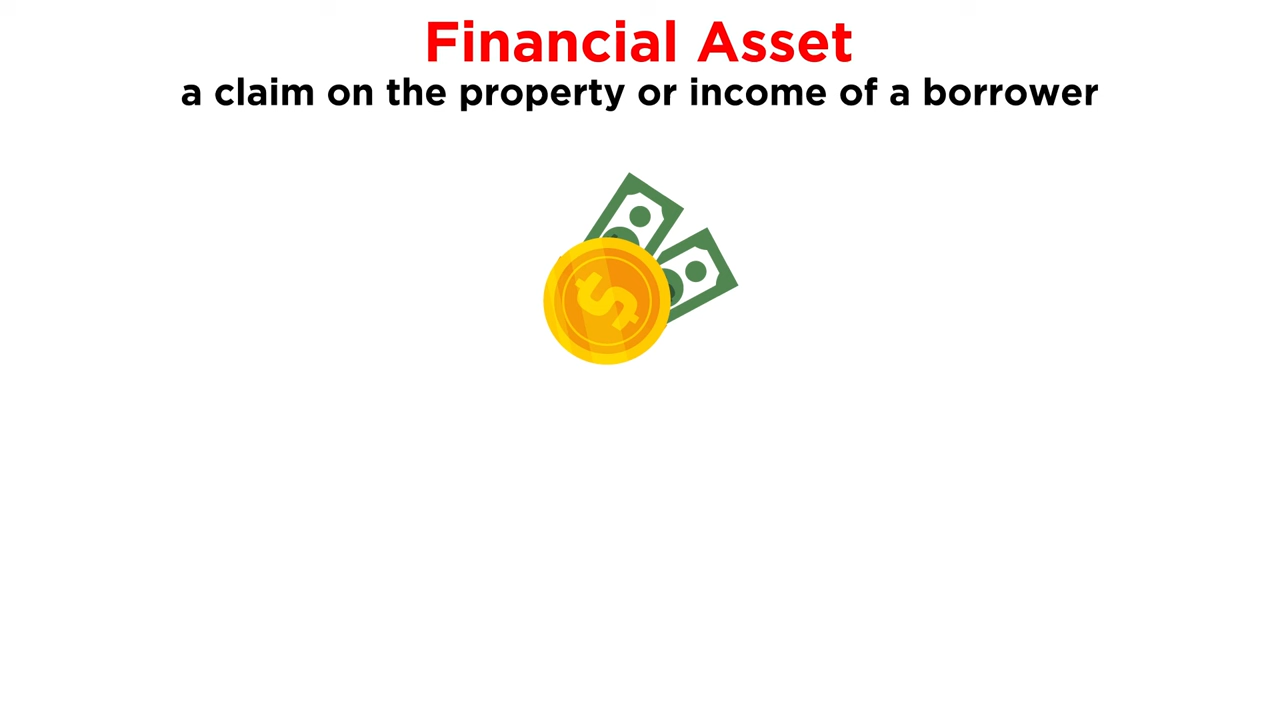 Financial Asset
a claim on the property or income of a borrower
$